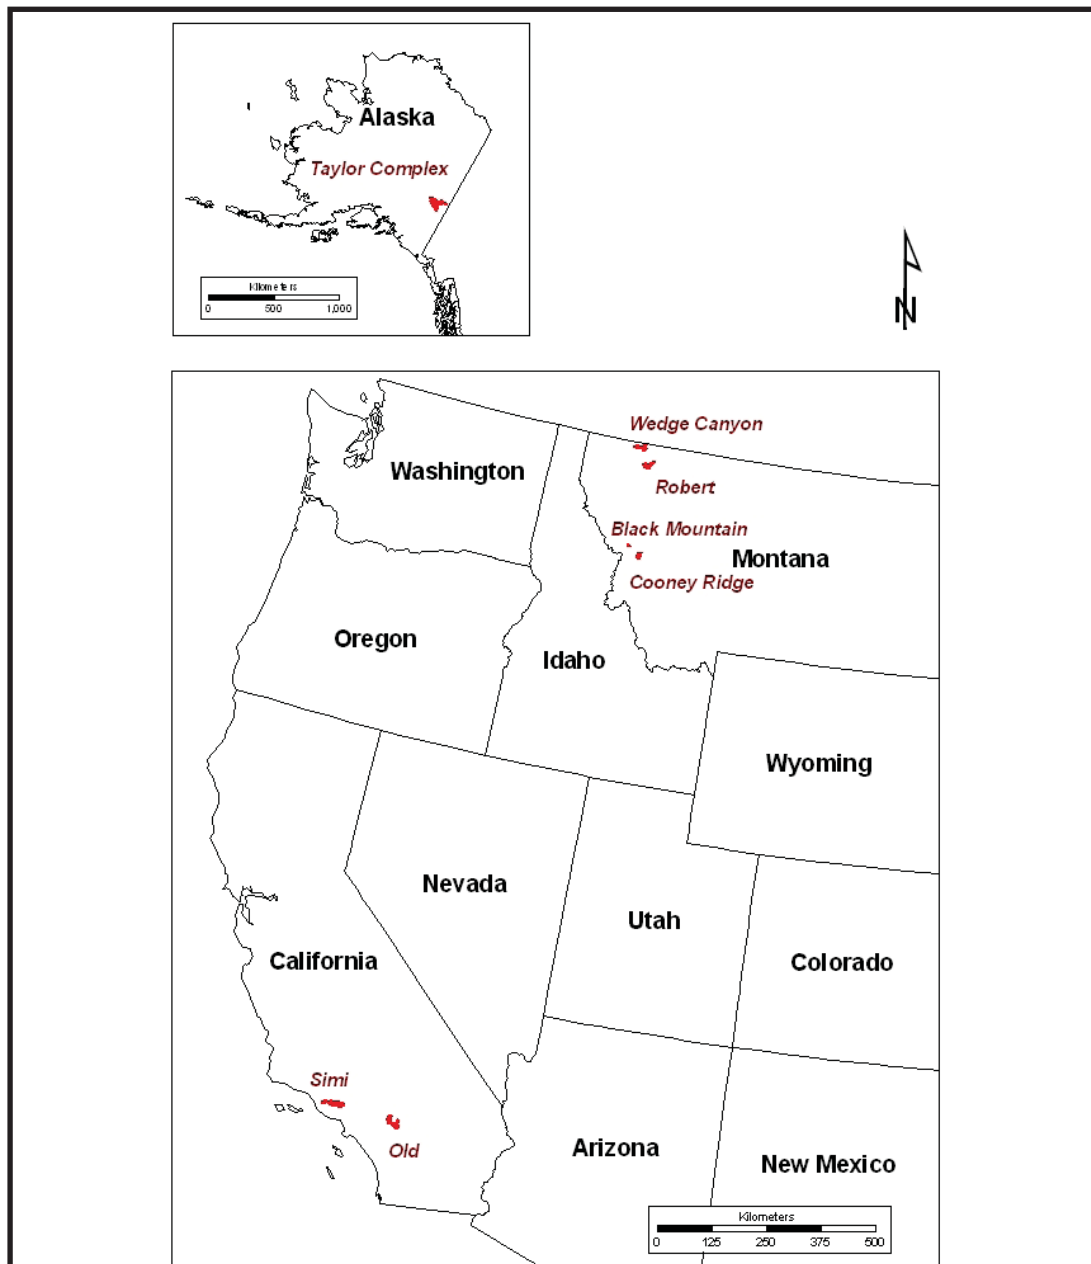 Alaska
Taylor Complex
Kilometers
0 500 1,000
N
Wedge Canyon
Washington
Robert
Black Mountain
Montana
Cooney Ridge
Oregon
Idaho
Wyoming
Nevada
Utah
California
Colorado
Simi
Old
Arizona
New Mexico
Kilometers
0 125 250 375 500